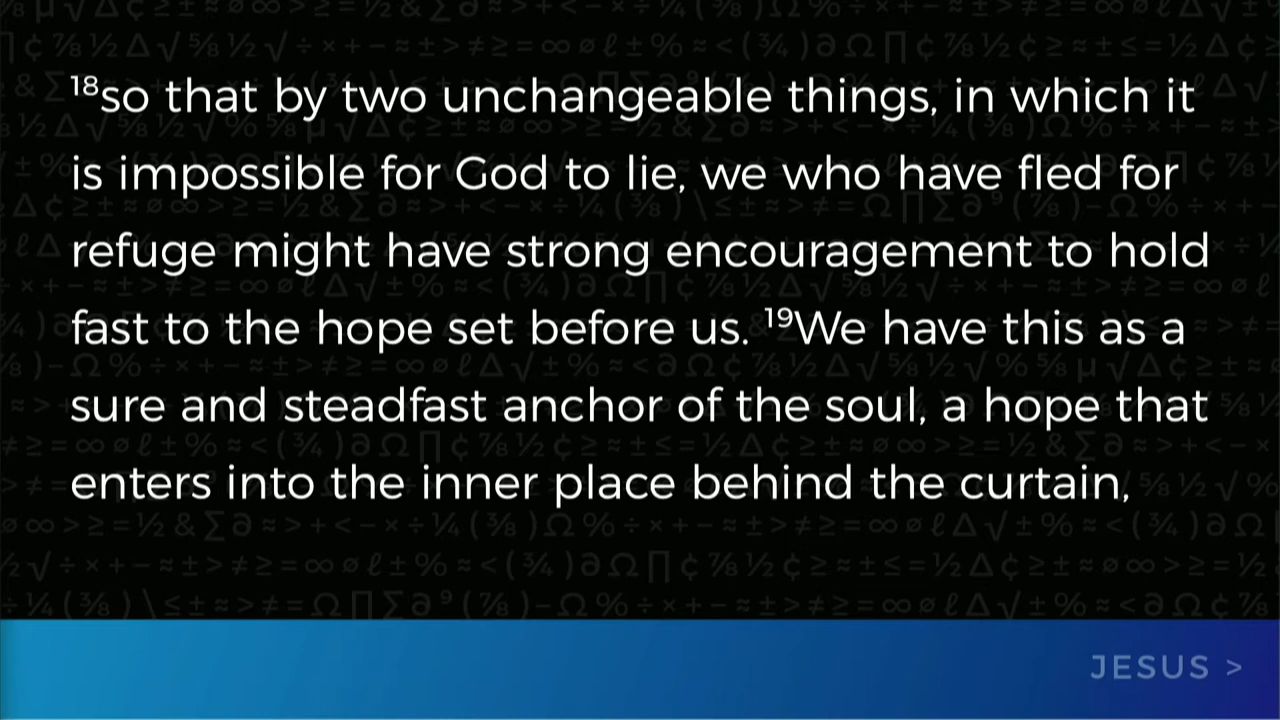 ¹⁸so that by two unchangeable things, in which it
is impossible for God to lie, we who have fled for
refuge might have strong encouragement to hold
fast to the hope set before us. ¹⁹We have this as a
sure and steadfast anchor of the soul, a hope that
enters into the inner place behind the curtain,
JESUS >